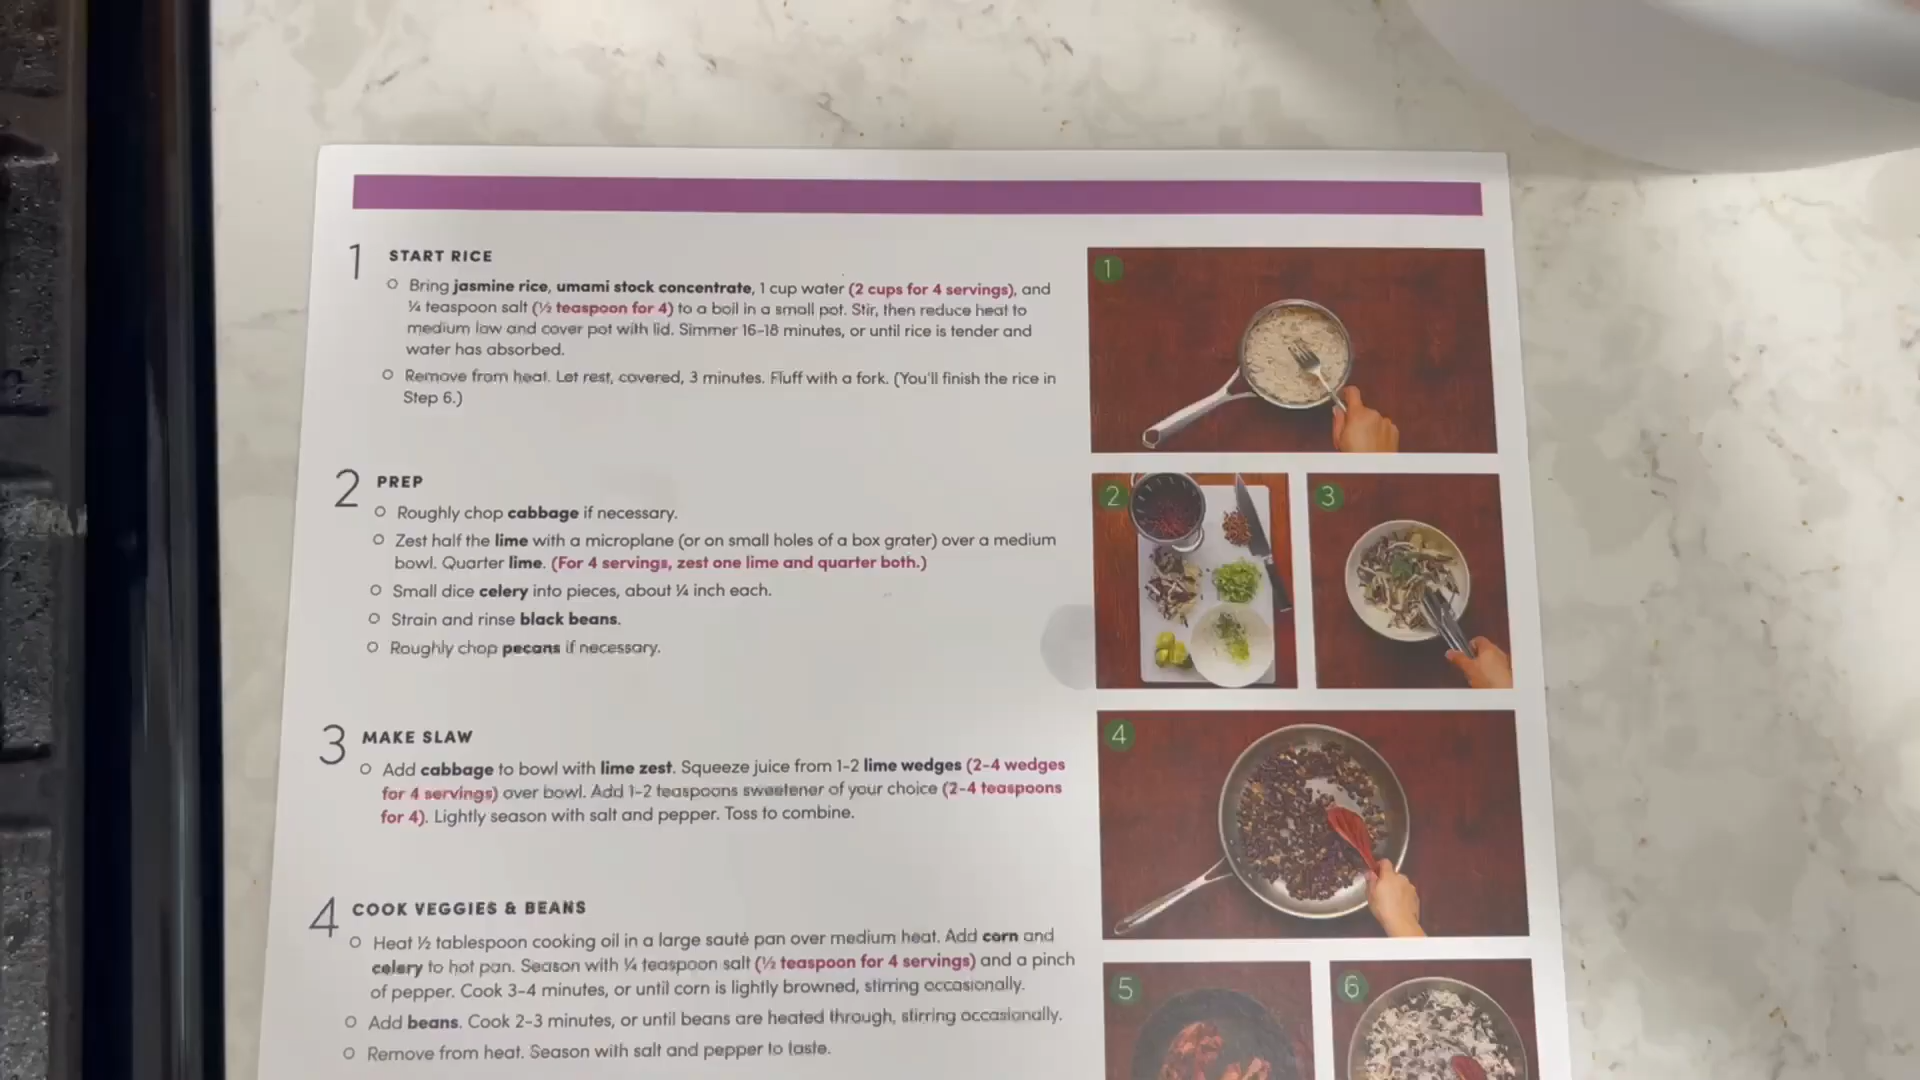 1 START RICE
Bring jasmine rice, umami stock concentrate, 1 cup water (2 cups for 4 servings), and
¼ teaspoon salt (½ teaspoon for 4) to a boil in a small pot. Stir, then reduce heat to
medium low and cover pot with lid. Simmer 16-18 minutes, or until rice is tender and
water has absorbed.
Remove from heat. Let rest, covered, 3 minutes. Fluff with a fork. (You'll finish the rice in
Step 6.)
2 PREP
Roughly chop cabbage if necessary.
Zest half the lime with a microplane (or on small holes of a box grater) over a medium
bowl. Quarter lime. (For 4 servings, zest one lime and quarter both.)
Small dice celery into pieces, about ¼ inch each.
Strain and rinse black beans.
Roughly chop pecans if necessary.
3 MAKE SLAW
Add cabbage to bowl with lime zest. Squeeze juice from 1-2 lime wedges (2-4 wedges
for 4 servings) over bowl. Add 1-2 teaspoons sweetener of your choice (2-4 teaspoons
for 4). Lightly season with salt and pepper. Toss to combine.
4 COOK VEGGIES & BEANS
Heat ½ tablespoon cooking oil in a large sauté pan over medium heat. Add corn and
celery to hot pan. Season with ¼ teaspoon salt (½ teaspoon for 4 servings) and a pinch
of pepper. Cook 3-4 minutes, or until corn is lightly browned, stirring occasionally.
Add beans. Cook 2-3 minutes, or until beans are heated through, stirring occasionally.
Remove from heat. Season with salt and pepper to taste.
1
2
3
4
5
6